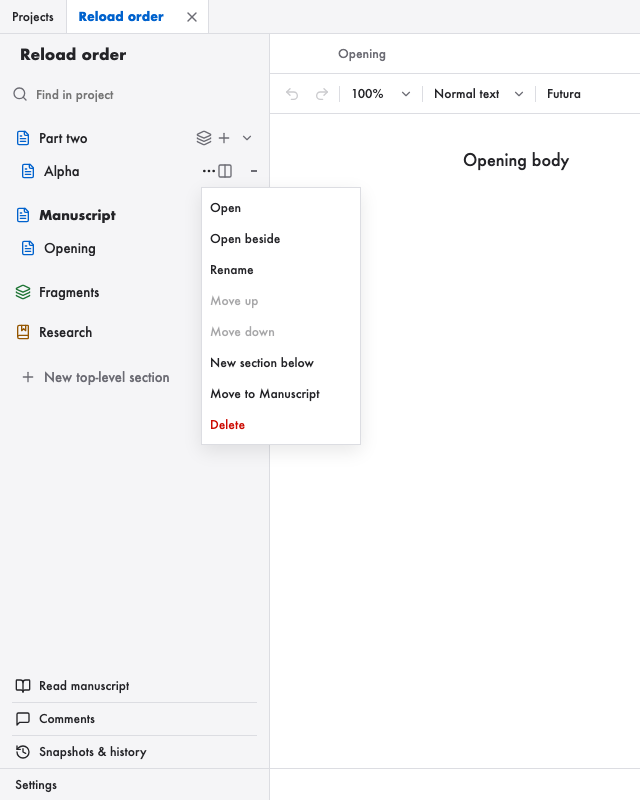 Projects
Reload order
Reload order
Opening
Find in project
100%
Normal text
Futura
Part two
Alpha
Opening body
Manuscript
Opening
Fragments
Research
New top-level section
Open
Open beside
Rename
Move up
Move down
New section below
Move to Manuscript
Delete
Read manuscript
Comments
Snapshots & history
Settings